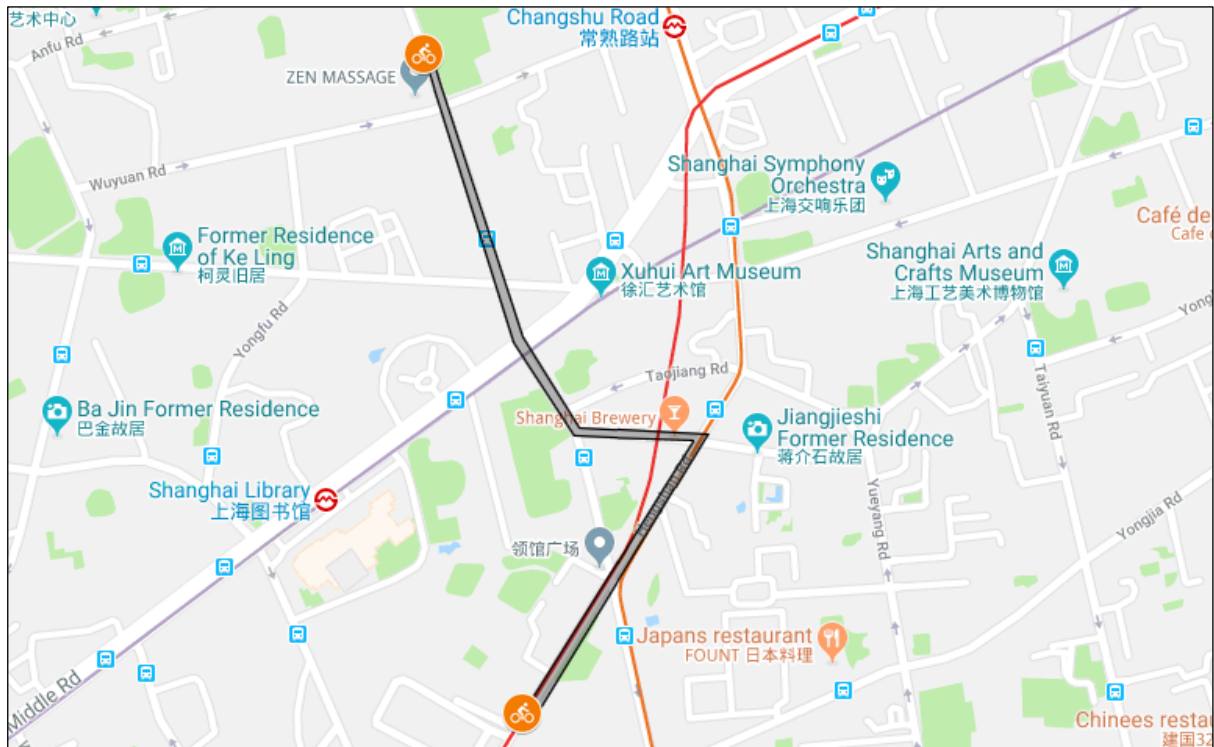 艺术中心
Anfu Rd
ZEN MASSAGE
Changshu Road
常熟路站
Wuyuan Rd
Shanghai Symphony
Orchestra
上海交响乐团
Café de
Cafe
Former Residence
of Ke Ling
柯灵旧居
Xuhui Art Museum
徐汇艺术馆
Shanghai Arts and
Crafts Museum
上海工艺美术博物馆
Yongfu Rd
Taojiang Rd
Taiyuan Rd
Ba Jin Former Residence
巴金故居
Shanghai Brewery
Jiangjieshi
Former Residence
蒋介石故居
Shanghai Library
上海图书馆
Yueyang Rd
Yongjia Rd
领馆广场
Japans restaurant
FOUNT 日本料理
Middle Rd
Chinees resta
建国32